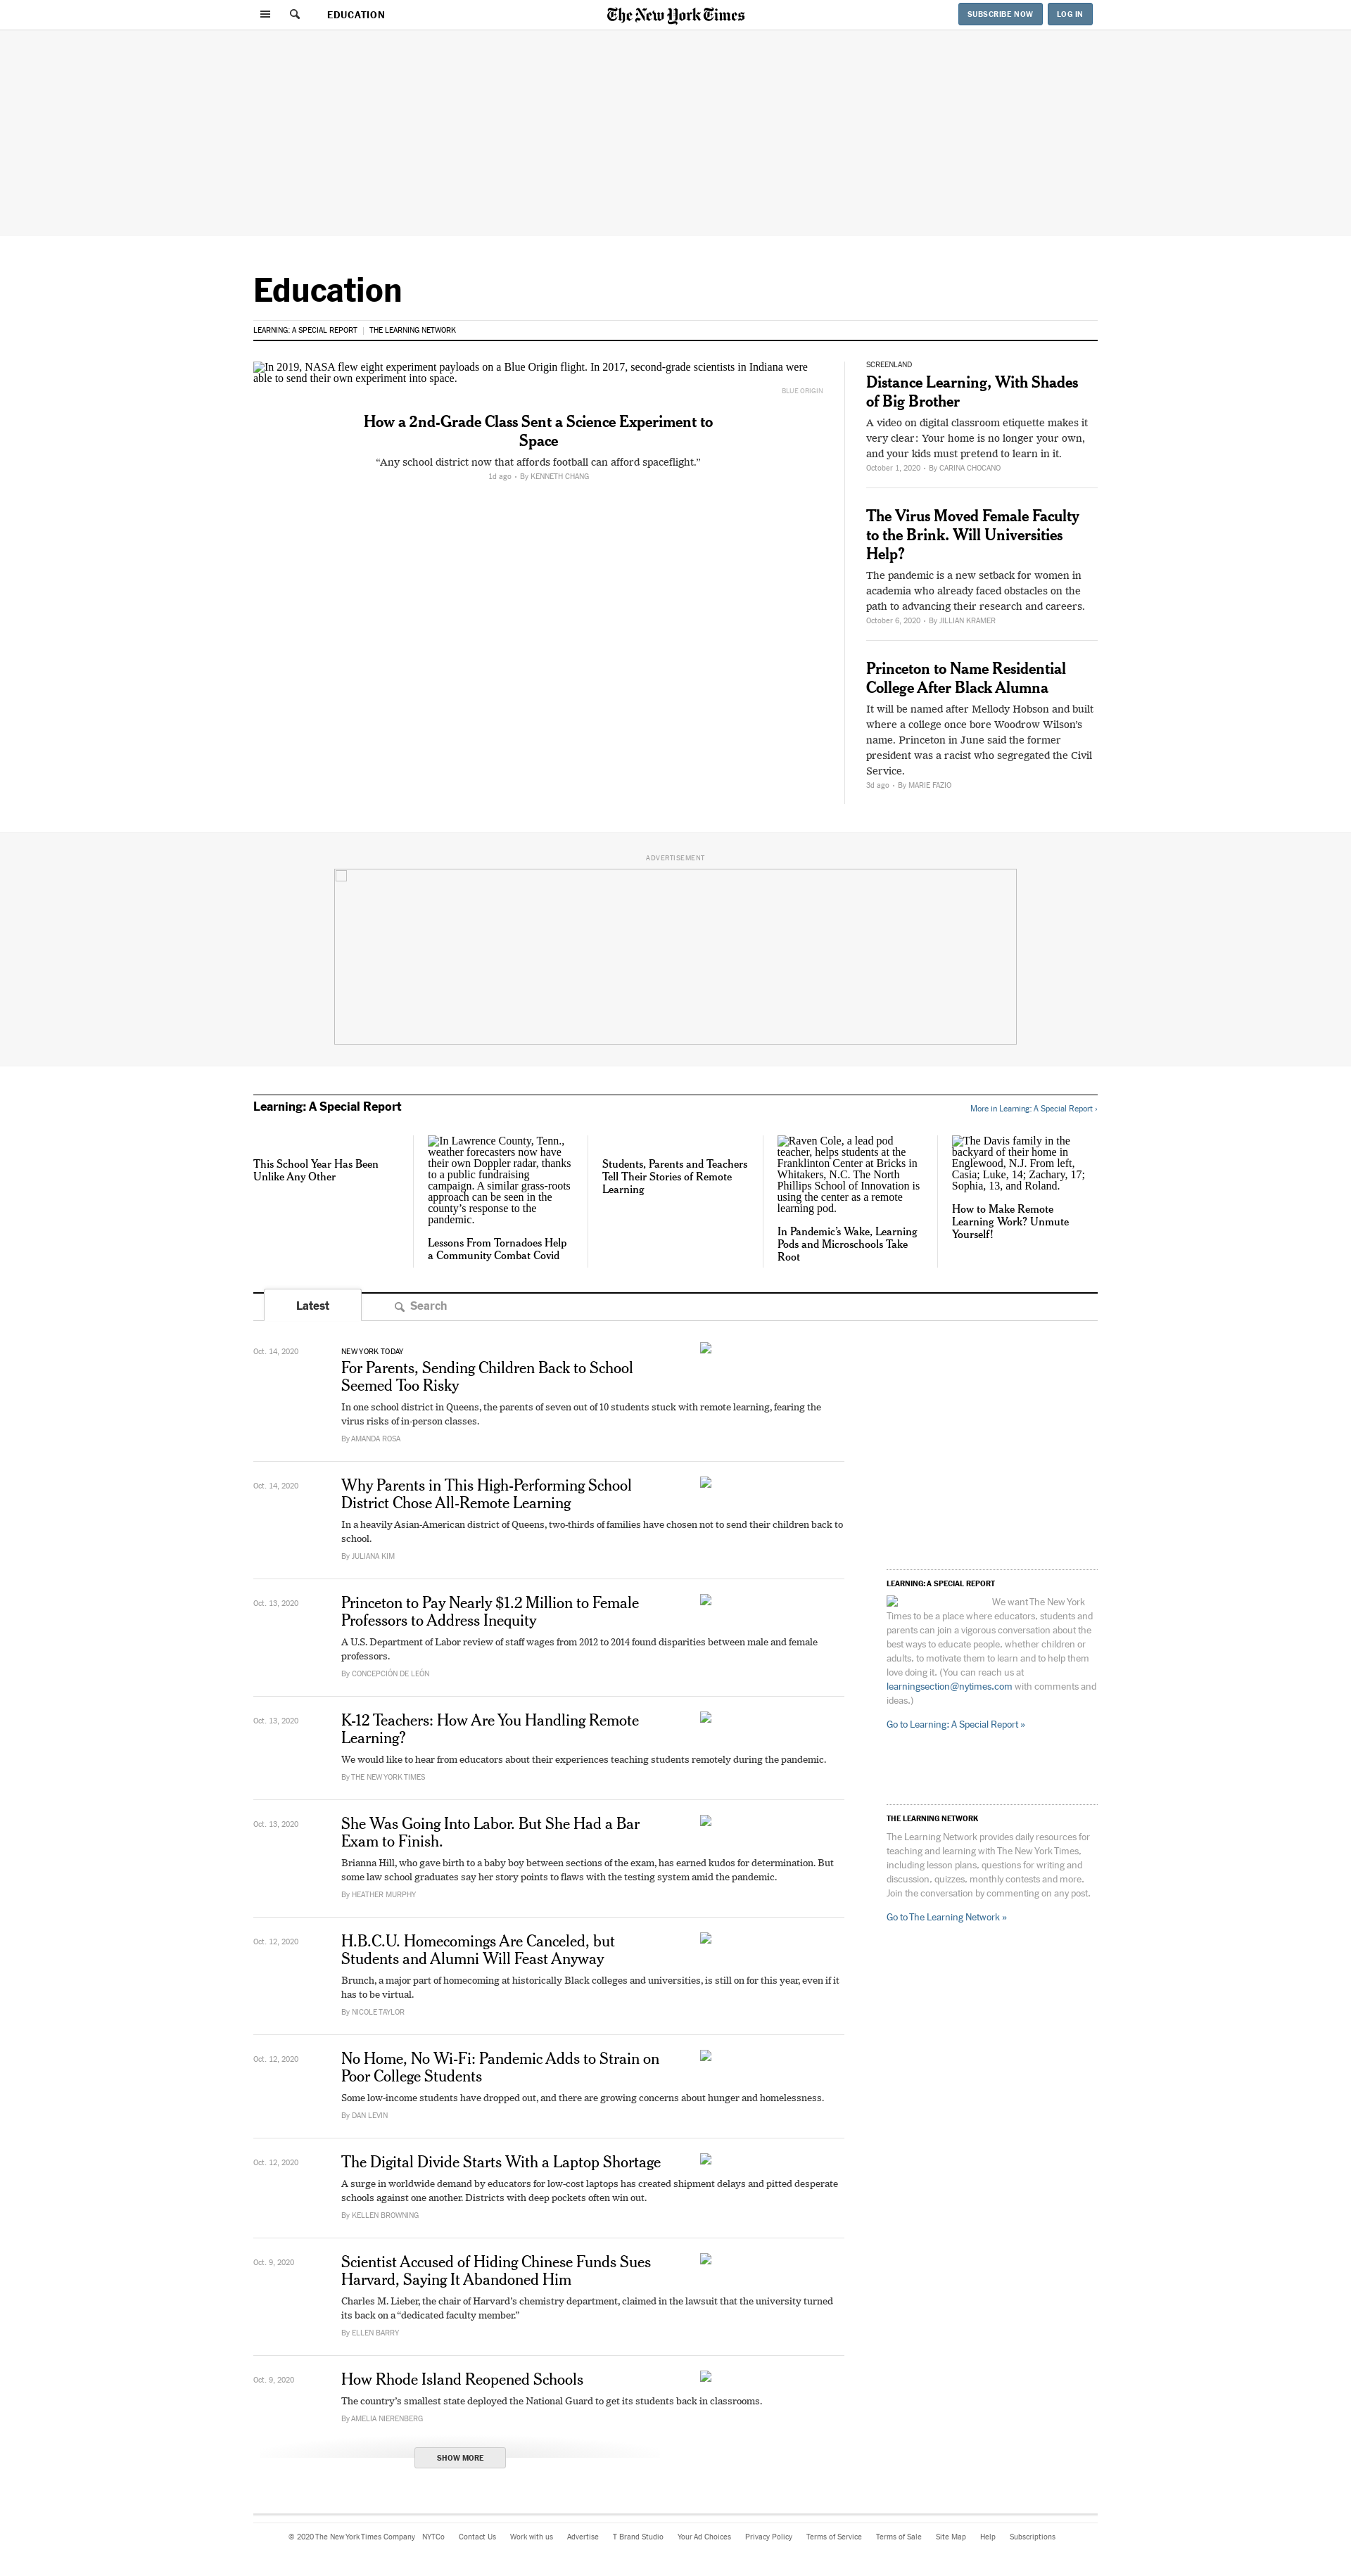 EDUCATION
The New York Times
SUBSCRIBE NOW
LOG IN
Education
LEARNING: A SPECIAL REPORT
THE LEARNING NETWORK
In 2019, NASA flew eight experiment payloads on a Blue Origin flight. In 2017, second-grade scientists in Indiana were
able to send their own experiment into space.
BLUE ORIGIN
How a 2nd-Grade Class Sent a Science Experiment to
Space
“Any school district now that affords football can afford spaceflight.”
1d ago • By KENNETH CHANG
SCREENLAND
Distance Learning, With Shades
of Big Brother
A video on digital classroom etiquette makes it
very clear: Your home is no longer your own,
and your kids must pretend to learn in it.
October 1, 2020 • By CARINA CHOCANO
The Virus Moved Female Faculty
to the Brink. Will Universities
Help?
The pandemic is a new setback for women in
academia who already faced obstacles on the
path to advancing their research and careers.
October 6, 2020 • By JILLIAN KRAMER
Princeton to Name Residential
College After Black Alumna
It will be named after Mellody Hobson and built
where a college once bore Woodrow Wilson’s
name. Princeton in June said the former
president was a racist who segregated the Civil
Service.
3d ago • By MARIE FAZIO
ADVERTISEMENT
Learning: A Special Report
More in Learning: A Special Report ›
This School Year Has Been
Unlike Any Other
In Lawrence County, Tenn.,
weather forecasters now have
their own Doppler radar, thanks
to a public fundraising
campaign. A similar grass-roots
approach can be seen in the
county’s response to the
pandemic.
Lessons From Tornadoes Help
a Community Combat Covid
Students, Parents and Teachers
Tell Their Stories of Remote
Learning
Raven Cole, a lead pod
teacher, helps students at the
Franklinton Center at Bricks in
Whitakers, N.C. The North
Phillips School of Innovation is
using the center as a remote
learning pod.
In Pandemic’s Wake, Learning
Pods and Microschools Take
Root
The Davis family in the
backyard of their home in
Englewood, N.J. From left,
Casia; Luke, 14; Zachary, 17;
Sophia, 13, and Roland.
How to Make Remote
Learning Work? Unmute
Yourself!
Latest
Search
Oct. 14, 2020
NEW YORK TODAY
For Parents, Sending Children Back to School
Seemed Too Risky
In one school district in Queens, the parents of seven out of 10 students stuck with remote learning, fearing the
virus risks of in-person classes.
By AMANDA ROSA
Oct. 14, 2020
Why Parents in This High-Performing School
District Chose All-Remote Learning
In a heavily Asian-American district of Queens, two-thirds of families have chosen not to send their children back to
school.
By JULIANA KIM
Oct. 13, 2020
Princeton to Pay Nearly $1.2 Million to Female
Professors to Address Inequity
A U.S. Department of Labor review of staff wages from 2012 to 2014 found disparities between male and female
professors.
By CONCEPCIÓN DE LEÓN
Oct. 13, 2020
K-12 Teachers: How Are You Handling Remote
Learning?
We would like to hear from educators about their experiences teaching students remotely during the pandemic.
By THE NEW YORK TIMES
Oct. 13, 2020
She Was Going Into Labor. But She Had a Bar
Exam to Finish.
Brianna Hill, who gave birth to a baby boy between sections of the exam, has earned kudos for determination. But
some law school graduates say her story points to flaws with the testing system amid the pandemic.
By HEATHER MURPHY
Oct. 12, 2020
H.B.C.U. Homecomings Are Canceled, but
Students and Alumni Will Feast Anyway
Brunch, a major part of homecoming at historically Black colleges and universities, is still on for this year, even if it
has to be virtual.
By NICOLE TAYLOR
Oct. 12, 2020
No Home, No Wi-Fi: Pandemic Adds to Strain on
Poor College Students
Some low-income students have dropped out, and there are growing concerns about hunger and homelessness.
By DAN LEVIN
Oct. 12, 2020
The Digital Divide Starts With a Laptop Shortage
A surge in worldwide demand by educators for low-cost laptops has created shipment delays and pitted desperate
schools against one another. Districts with deep pockets often win out.
By KELLEN BROWNING
Oct. 9, 2020
Scientist Accused of Hiding Chinese Funds Sues
Harvard, Saying It Abandoned Him
Charles M. Lieber, the chair of Harvard’s chemistry department, claimed in the lawsuit that the university turned
its back on a “dedicated faculty member.”
By ELLEN BARRY
Oct. 9, 2020
How Rhode Island Reopened Schools
The country’s smallest state deployed the National Guard to get its students back in classrooms.
By AMELIA NIERENBERG
SHOW MORE
LEARNING: A SPECIAL REPORT
We want The New York
Times to be a place where educators, students and
parents can join a vigorous conversation about the
best ways to educate people, whether children or
adults, to motivate them to learn and to help them
love doing it. (You can reach us at
learningsection@nytimes.com with comments and
ideas.)
Go to Learning: A Special Report »
THE LEARNING NETWORK
The Learning Network provides daily resources for
teaching and learning with The New York Times,
including lesson plans, questions for writing and
discussion, quizzes, monthly contests and more.
Join the conversation by commenting on any post.
Go to The Learning Network »
© 2020 The New York Times Company NYTCo Contact Us Work with us Advertise T Brand Studio Your Ad Choices Privacy Policy Terms of Service Terms of Sale Site Map Help Subscriptions